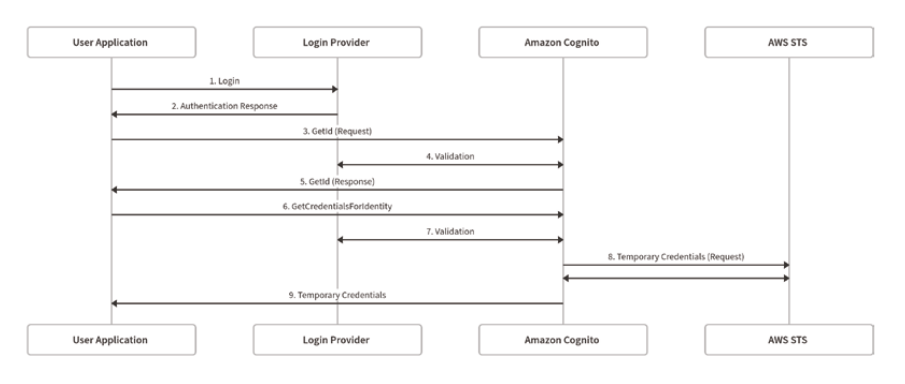 User Application
Login Provider
Amazon Cognito
AWS STS
1. Login
2. Authentication Response
3. GetId (Request)
4. Validation
5. GetId (Response)
6. GetCredentialsForIdentity
7. Validation
8. Temporary Credentials (Request)
9. Temporary Credentials
User Application
Login Provider
Amazon Cognito
AWS STS